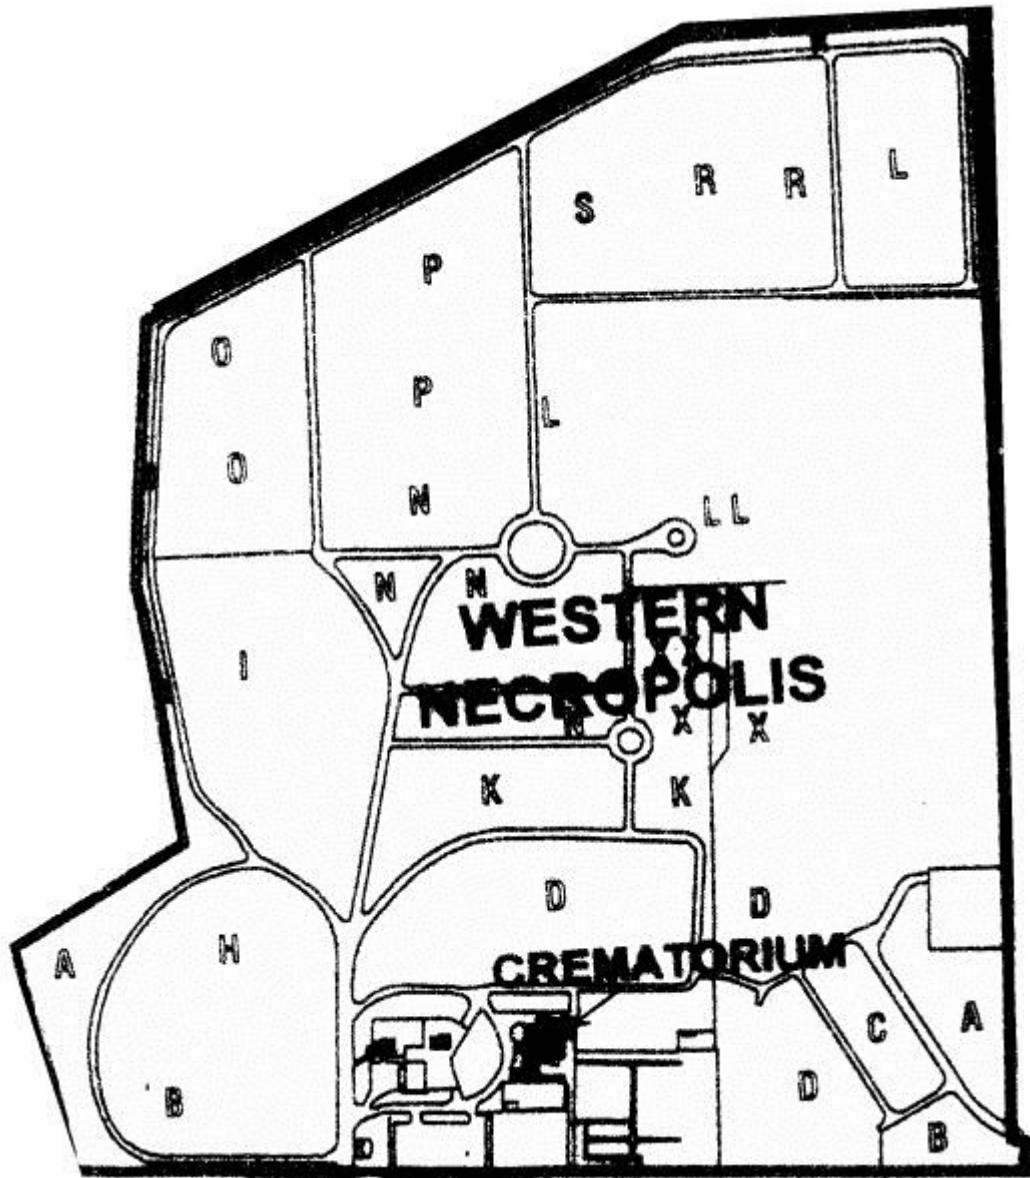 S R R L
P
O
P
L
O
N
L L
N N
WESTERN
X X
I
NECROPOLIS
N X X
K K
D D
A H
CREMATORIUM
C A
B D
B